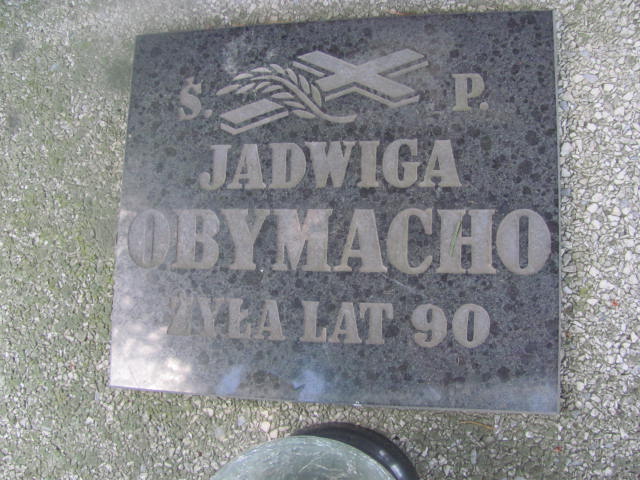 Ś. P.
JADWIGA
OBYMACHO
ŻYŁA LAT 90